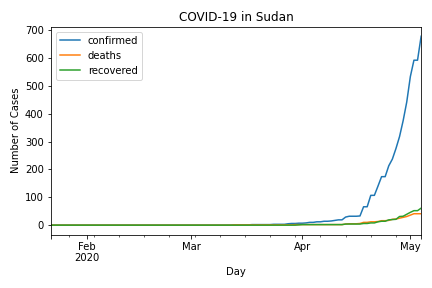 COVID-19 in Sudan
700
600
500
400
300
200
100
0
Number of Cases
confirmed
deaths
recovered
Feb
2020
Mar
Apr
May
Day